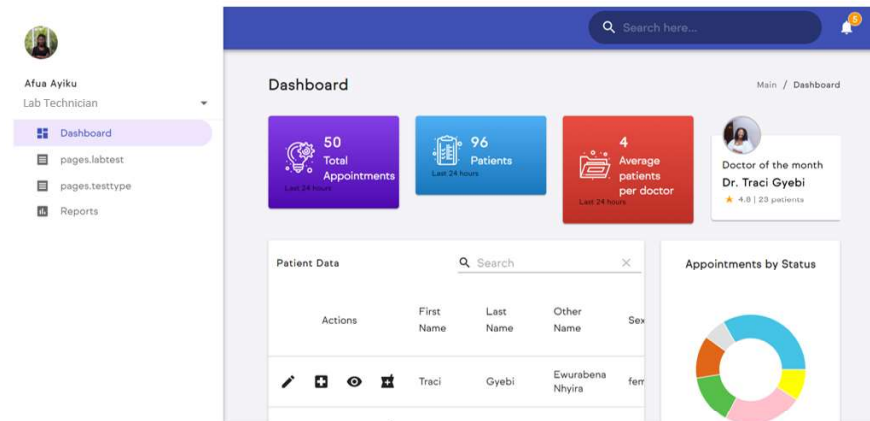 Search here...
5
Afua Ayiku
Lab Technician
Dashboard
pages.labtest
pages.testtype
Reports
Dashboard
Main / Dashboard
50
Total
Appointments
Last 24 hours
96
Patients
Last 24 hours
4
Average
patients
per doctor
Last 24 hours
Doctor of the month
Dr. Traci Gyebi
4.8 | 23 patients
Patient Data
Search
Actions
First
Name
Last
Name
Other
Name
Sex
Traci
Gyebi
Ewurabena
Nhyira
fem
Appointments by Status